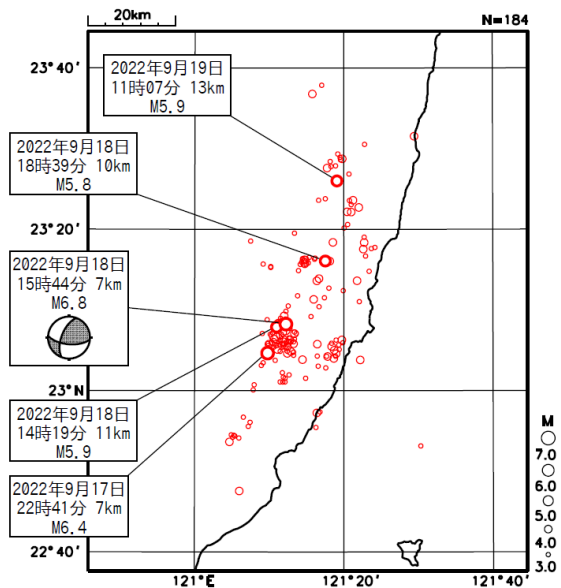 20km
N=184
23°40'
2022年9月19日
11時07分 13km
M5.9
2022年9月18日
18時39分 10km
M5.8
23°20'
2022年9月18日
15時44分 7km
M6.8
23°N
2022年9月18日
14時19分 11km
M5.9
2022年9月17日
22時41分 7km
M6.4
22°40'
121°E
121°20'
121°40'
M
7.0
6.0
5.0
4.0
3.0